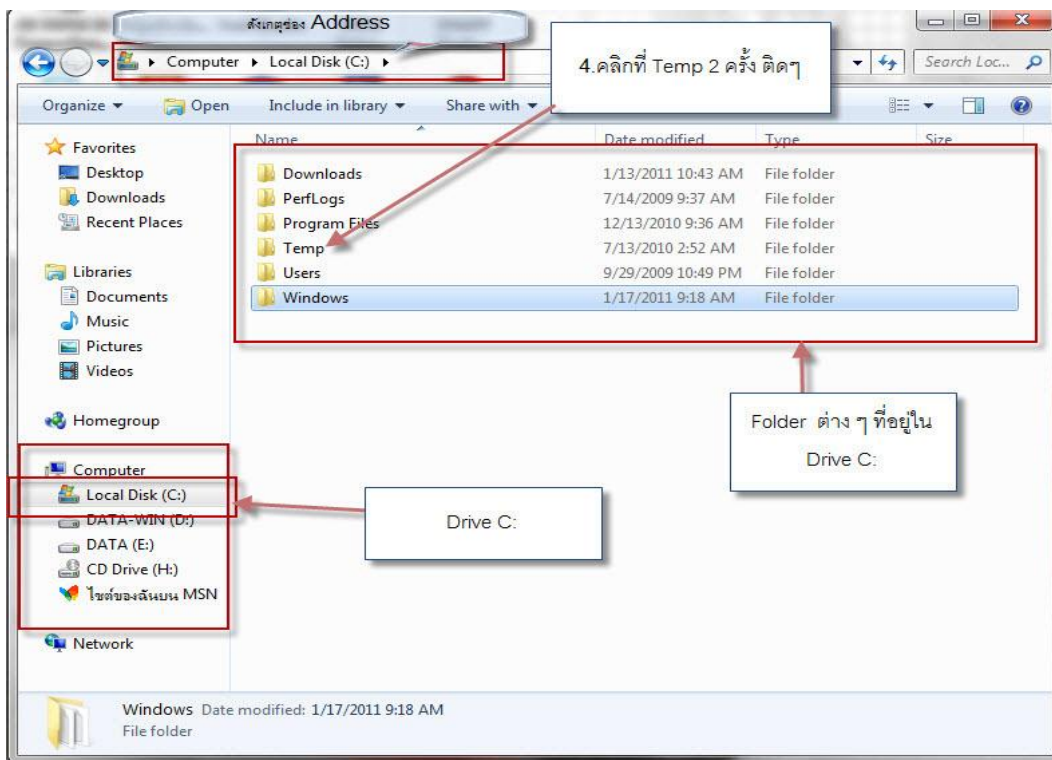 สังเกตุช่อง Address
Computer Local Disk (C:)
4.คลิกที่ Temp 2 ครั้ง ติดๆ
Search Loc...
Organize Open Include in library Share with
Name Date modified Type Size
Favorites
Desktop
Downloads
Recent Places
Libraries
Documents
Music
Pictures
Videos
Homegroup
Computer
Local Disk (C:)
DATA-WIN (D:)
DATA (E:)
CD Drive (H:)
ไซต์ของฉันบน MSN
Network
Downloads 1/13/2011 10:43 AM File folder
PerfLogs 7/14/2009 9:37 AM File folder
Program Files 12/13/2010 9:36 AM File folder
Temp 7/13/2010 2:52 AM File folder
Users 9/29/2009 10:49 PM File folder
Windows 1/17/2011 9:18 AM File folder
Folder ต่าง ๆ ที่อยู่ใน
Drive C:
Drive C:
Windows Date modified: 1/17/2011 9:18 AM
File folder